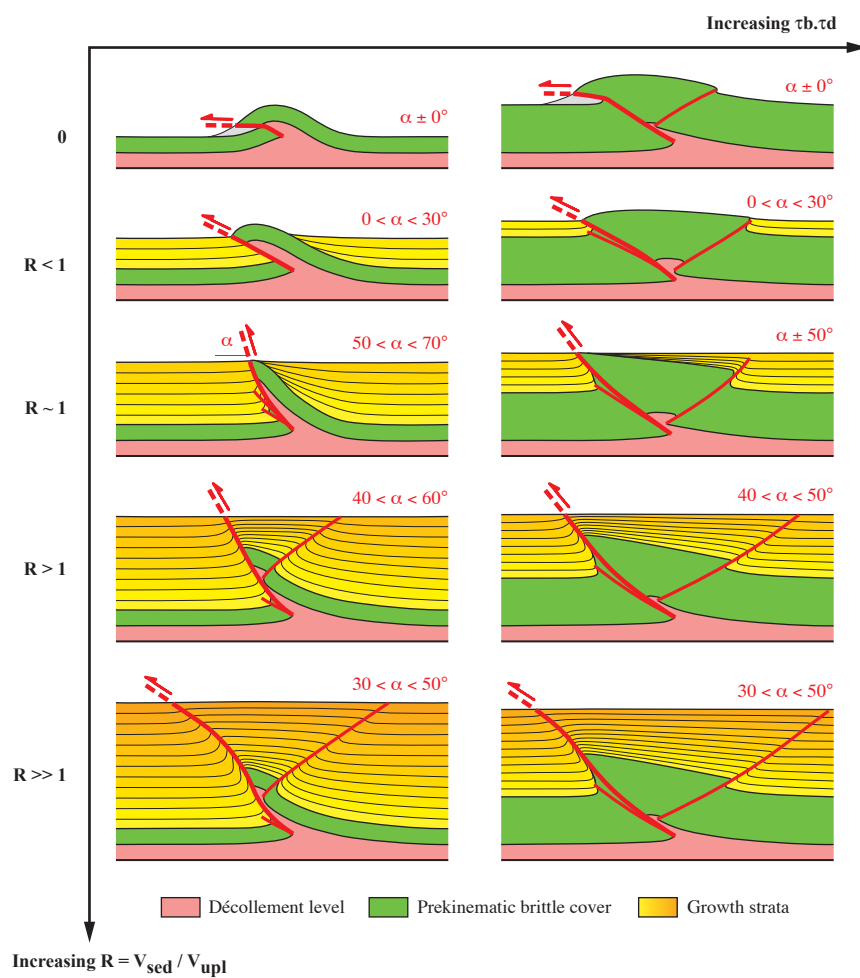 Increasing τb.τd
0
α ± 0°
α ± 0°
R < 1
0 < α < 30°
0 < α < 30°
R ~ 1
α
50 < α < 70°
α ± 50°
R > 1
40 < α < 60°
40 < α < 50°
R >> 1
30 < α < 50°
30 < α < 50°
Décollement level
Prekinematic brittle cover
Growth strata
Increasing R = Vsed / Vupl